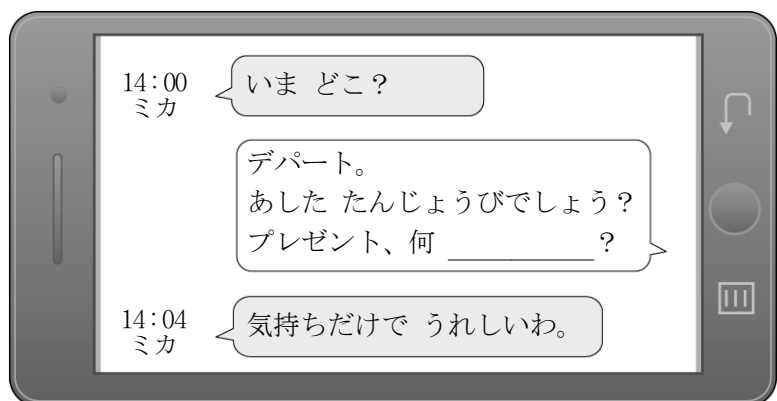 14:00
ミカ
いま どこ?
デパート。
あした たんじょうびでしょう?
プレゼント、何 ________?
14:04
ミカ
気持ちだけで うれしいわ。